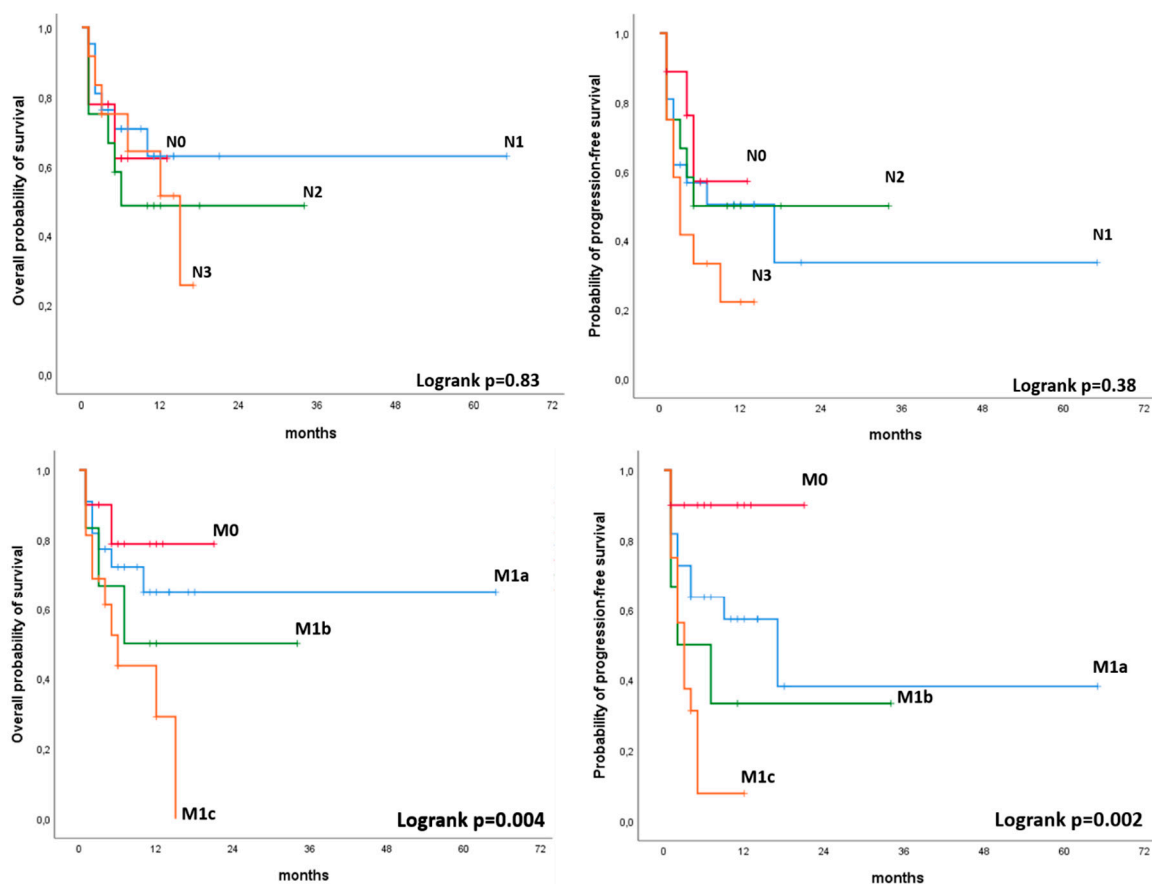 Overall probability of survival
1,0
0,8
0,6
0,4
0,2
0,0
N0
N1
N2
N3
Logrank p=0.83
0 12 24 36 48 60 72
months
Probability of progression-free survival
1,0
0,8
0,6
0,4
0,2
0,0
N0
N2
N1
N3
Logrank p=0.38
0 12 24 36 48 60 72
months
Overall probability of survival
1,0
0,8
0,6
0,4
0,2
0,0
M0
M1a
M1b
M1c
Logrank p=0.004
0 12 24 36 48 60 72
months
Probability of progression-free survival
1,0
0,8
0,6
0,4
0,2
0,0
M0
M1a
M1b
M1c
Logrank p=0.002
0 12 24 36 48 60 72
months